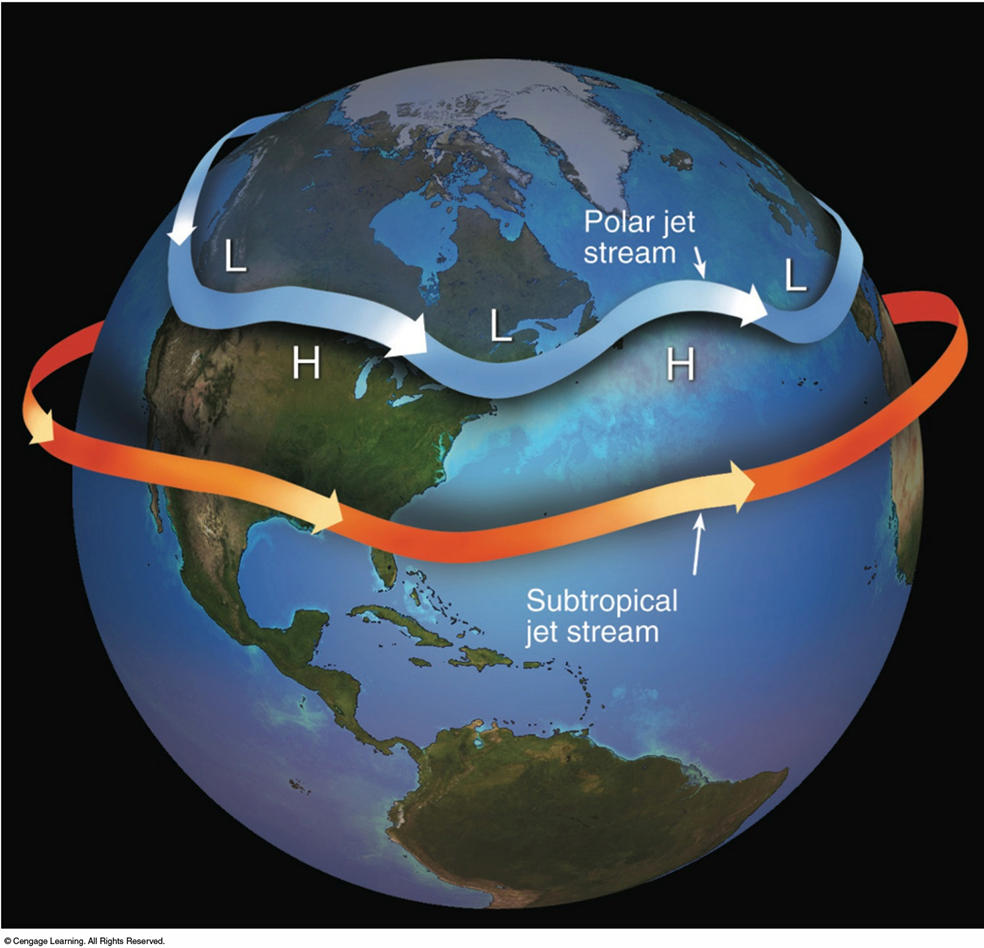 Polar jet
stream
L
L
L
H
H
Subtropical
jet stream
© Cengage Learning. All Rights Reserved.